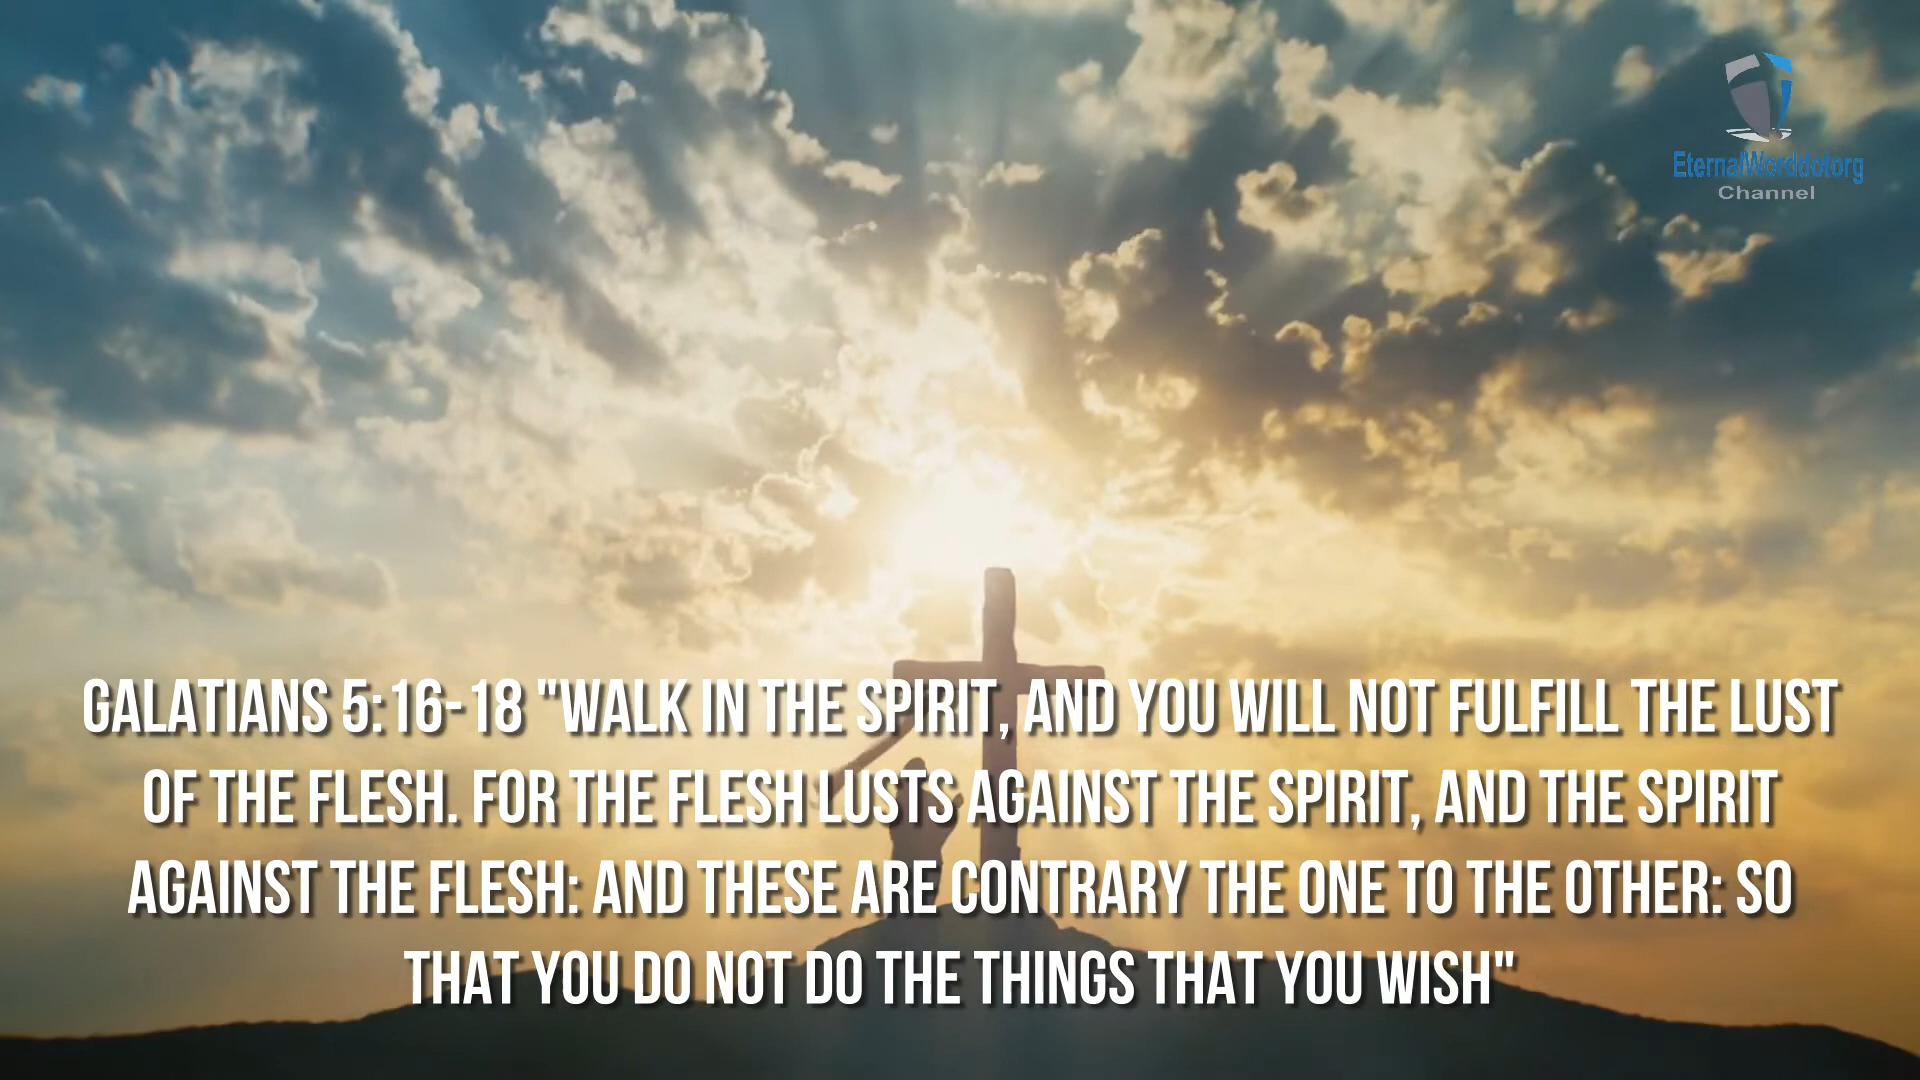 EternalWorddotorg
Channel
GALATIANS 5:16-18 "WALK IN THE SPIRIT, AND YOU WILL NOT FULFILL THE LUST
OF THE FLESH. FOR THE FLESH LUSTS AGAINST THE SPIRIT, AND THE SPIRIT
AGAINST THE FLESH: AND THESE ARE CONTRARY THE ONE TO THE OTHER: SO
THAT YOU DO NOT DO THE THINGS THAT YOU WISH"